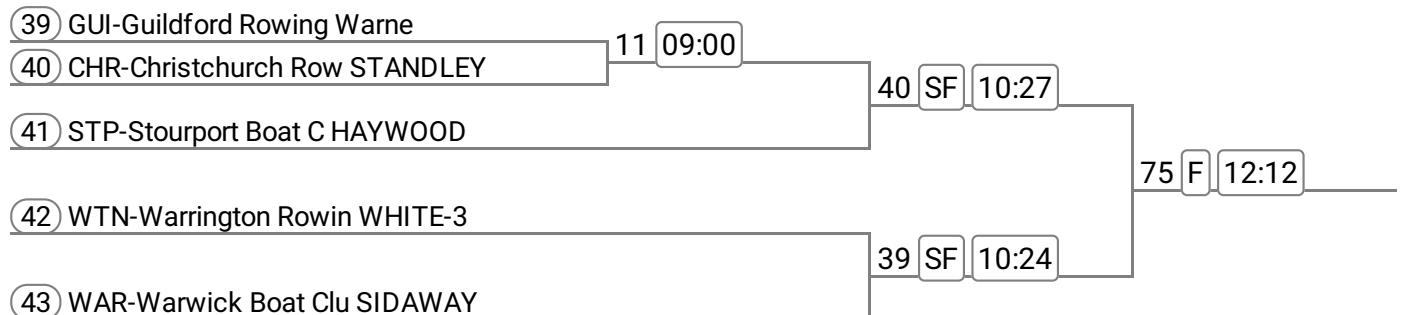 39 GUI-Guildford Rowing Warne
11 09:00
40 CHR-Christchurch Row STANDLEY
40 SF 10:27
41 STP-Stourport Boat C HAYWOOD
75 F 12:12
42 WTN-Warrington Rowin WHITE-3
39 SF 10:24
43 WAR-Warwick Boat Clu SIDAWAY